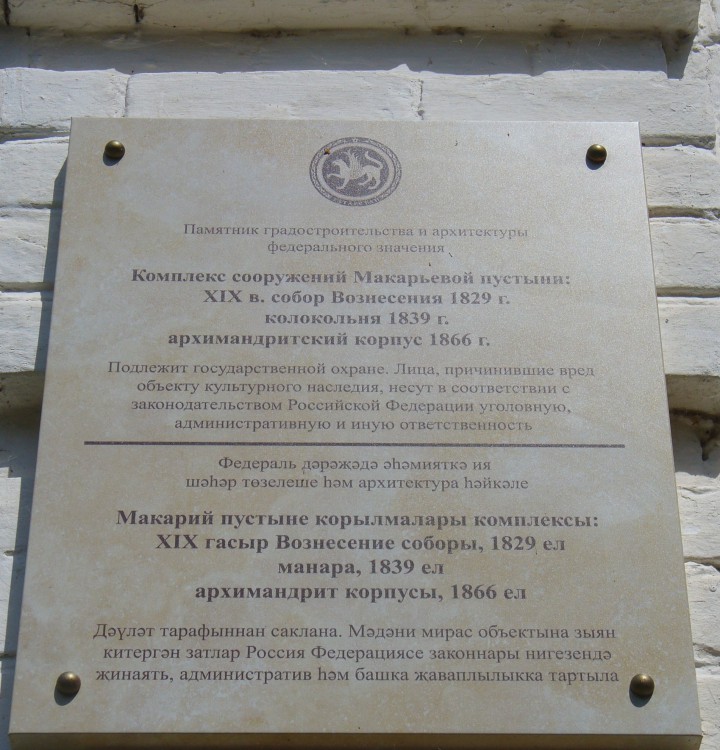 Памятник градостроительства и архитектуры
федерального значения
Комплекс сооружений Макарьевой пустыни:
XIX в. собор Вознесения 1829 г.
колокольня 1839 г.
архимандритский корпус 1866 г.
Подлежит государственной охране. Лица, причинившие вред
объекту культурного наследия, несут в соответствии с
законодательством Российской Федерации уголовную,
административную и иную ответственность
Федераль дәрәҗәдә әһәмияткә ия
шәһәр төзелеше һәм архитектура һәйкәле
Макарий пустыне корылмалары комплексы:
XIX гасыр Вознесение соборы, 1829 ел
манара, 1839 ел
архимандрит корпусы, 1866 ел
Дәүләт тарафыннан саклана. Мәдәни мирас объектына зыян
китергән затлар Россия Федерациясе законнары нигезендә
җинаять, административ һәм башка җаваплылыкка тартыла